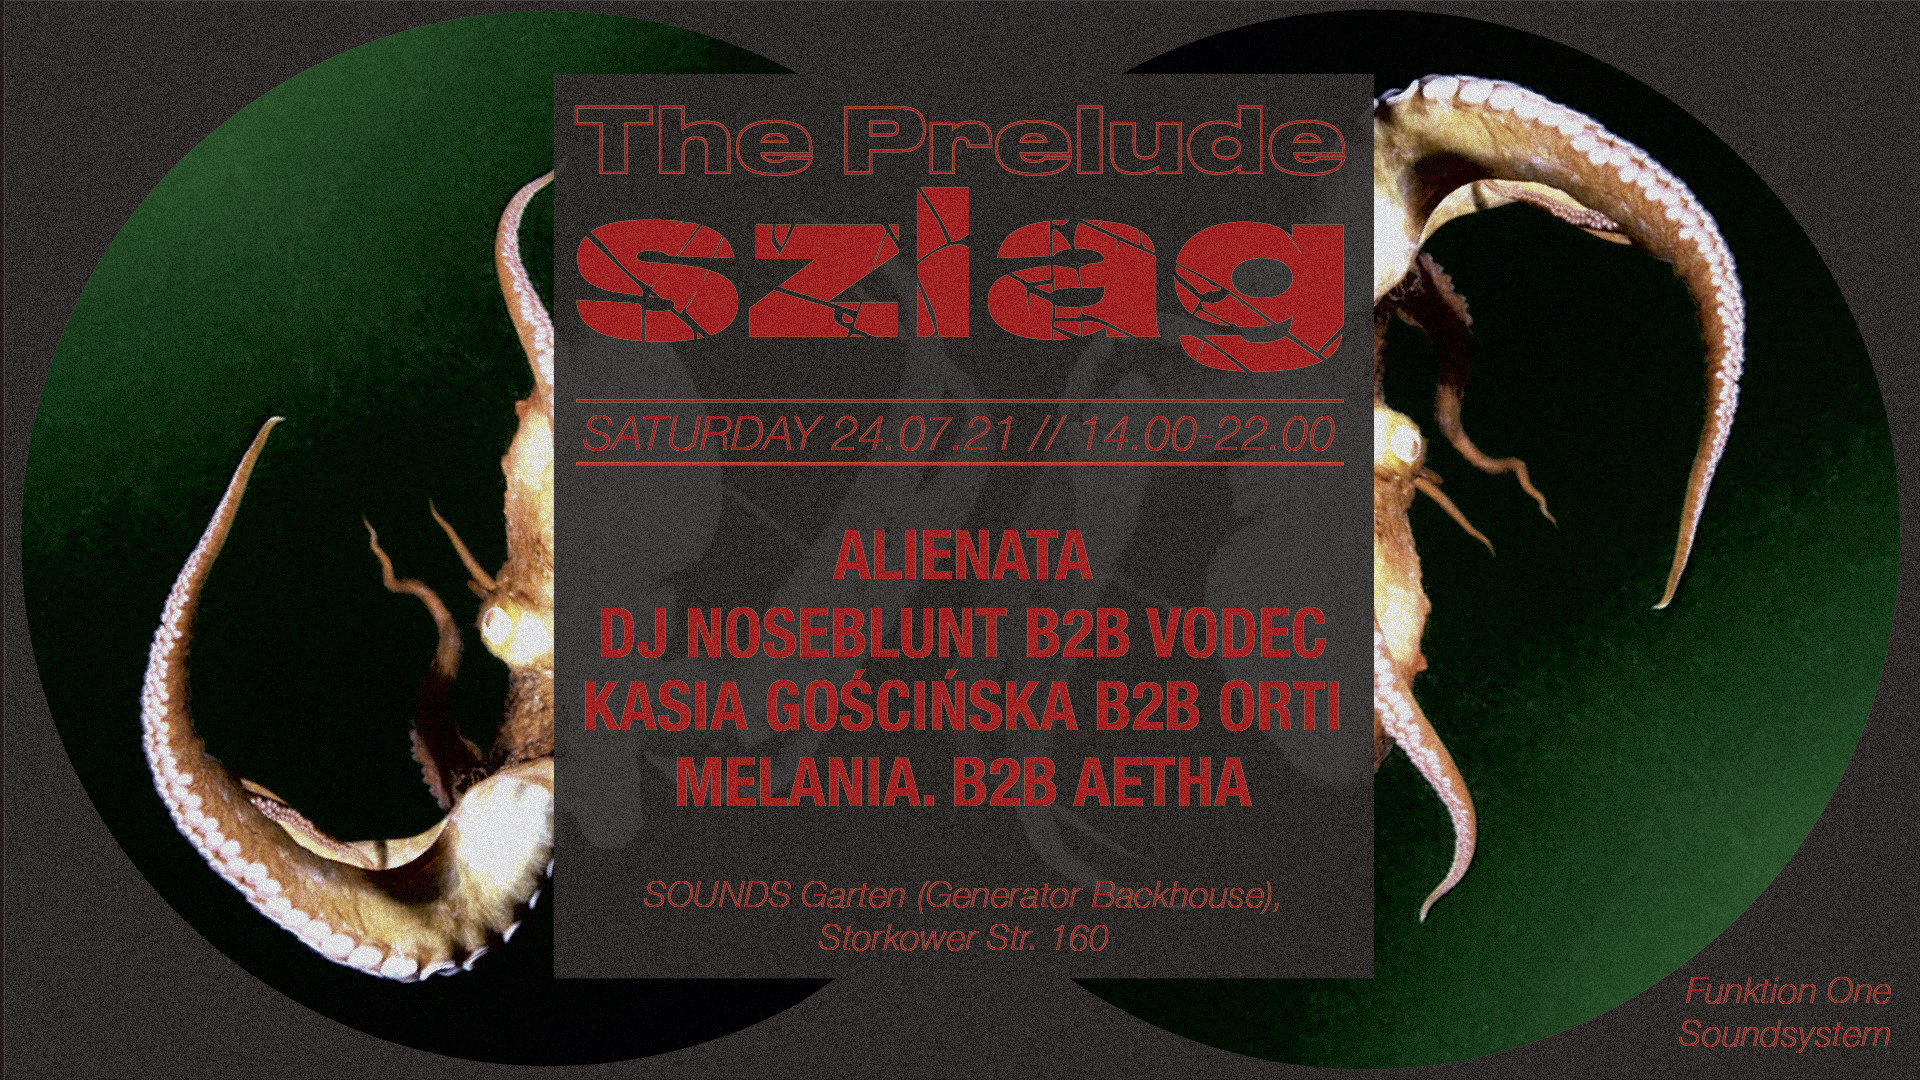 The Prelude
szlag
SATURDAY 24.07.21 // 14.00-22.00
ALIENATA
DJ NOSEBLUNT B2B VODEC
KASIA GOŚCIŃSKA B2B ORTI
MELANIA. B2B AETHA
SOUNDS Garten (Generator Backhouse),
Storkower Str. 160
Funktion One
Soundsystem